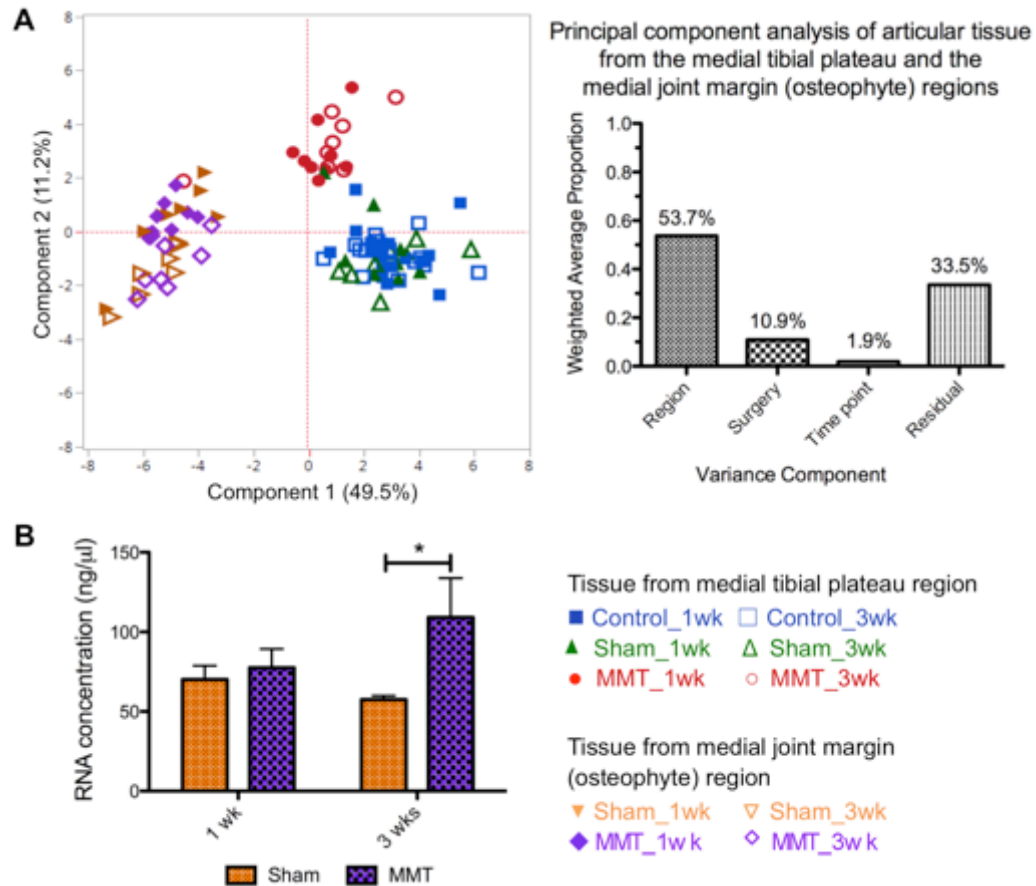 A
Principal component analysis of articular tissue
from the medial tibial plateau and the
medial joint margin (osteophyte) regions
8
6
4
2
0
-2
-4
-6
-8
Component 2 (11.2%)
-8
-6
-4
-2
0
2
4
6
8
Component 1 (49.5%)
Weighted Average Proportion
1.0
0.8
0.6
0.4
0.2
0.0
53.7%
10.9%
1.9%
33.5%
Region
Surgery
Time point
Residual
Variance Component
B
RNA concentration (ng/µl)
150
100
50
0
*
1 wk
3 wks
Sham MMT
Tissue from medial tibial plateau region
Control_1wk Control_3wk
Sham_1wk Sham_3wk
MMT_1wk MMT_3wk
Tissue from medial joint margin
(osteophyte) region
Sham_1wk Sham_3wk
MMT_1wk MMT_3wk